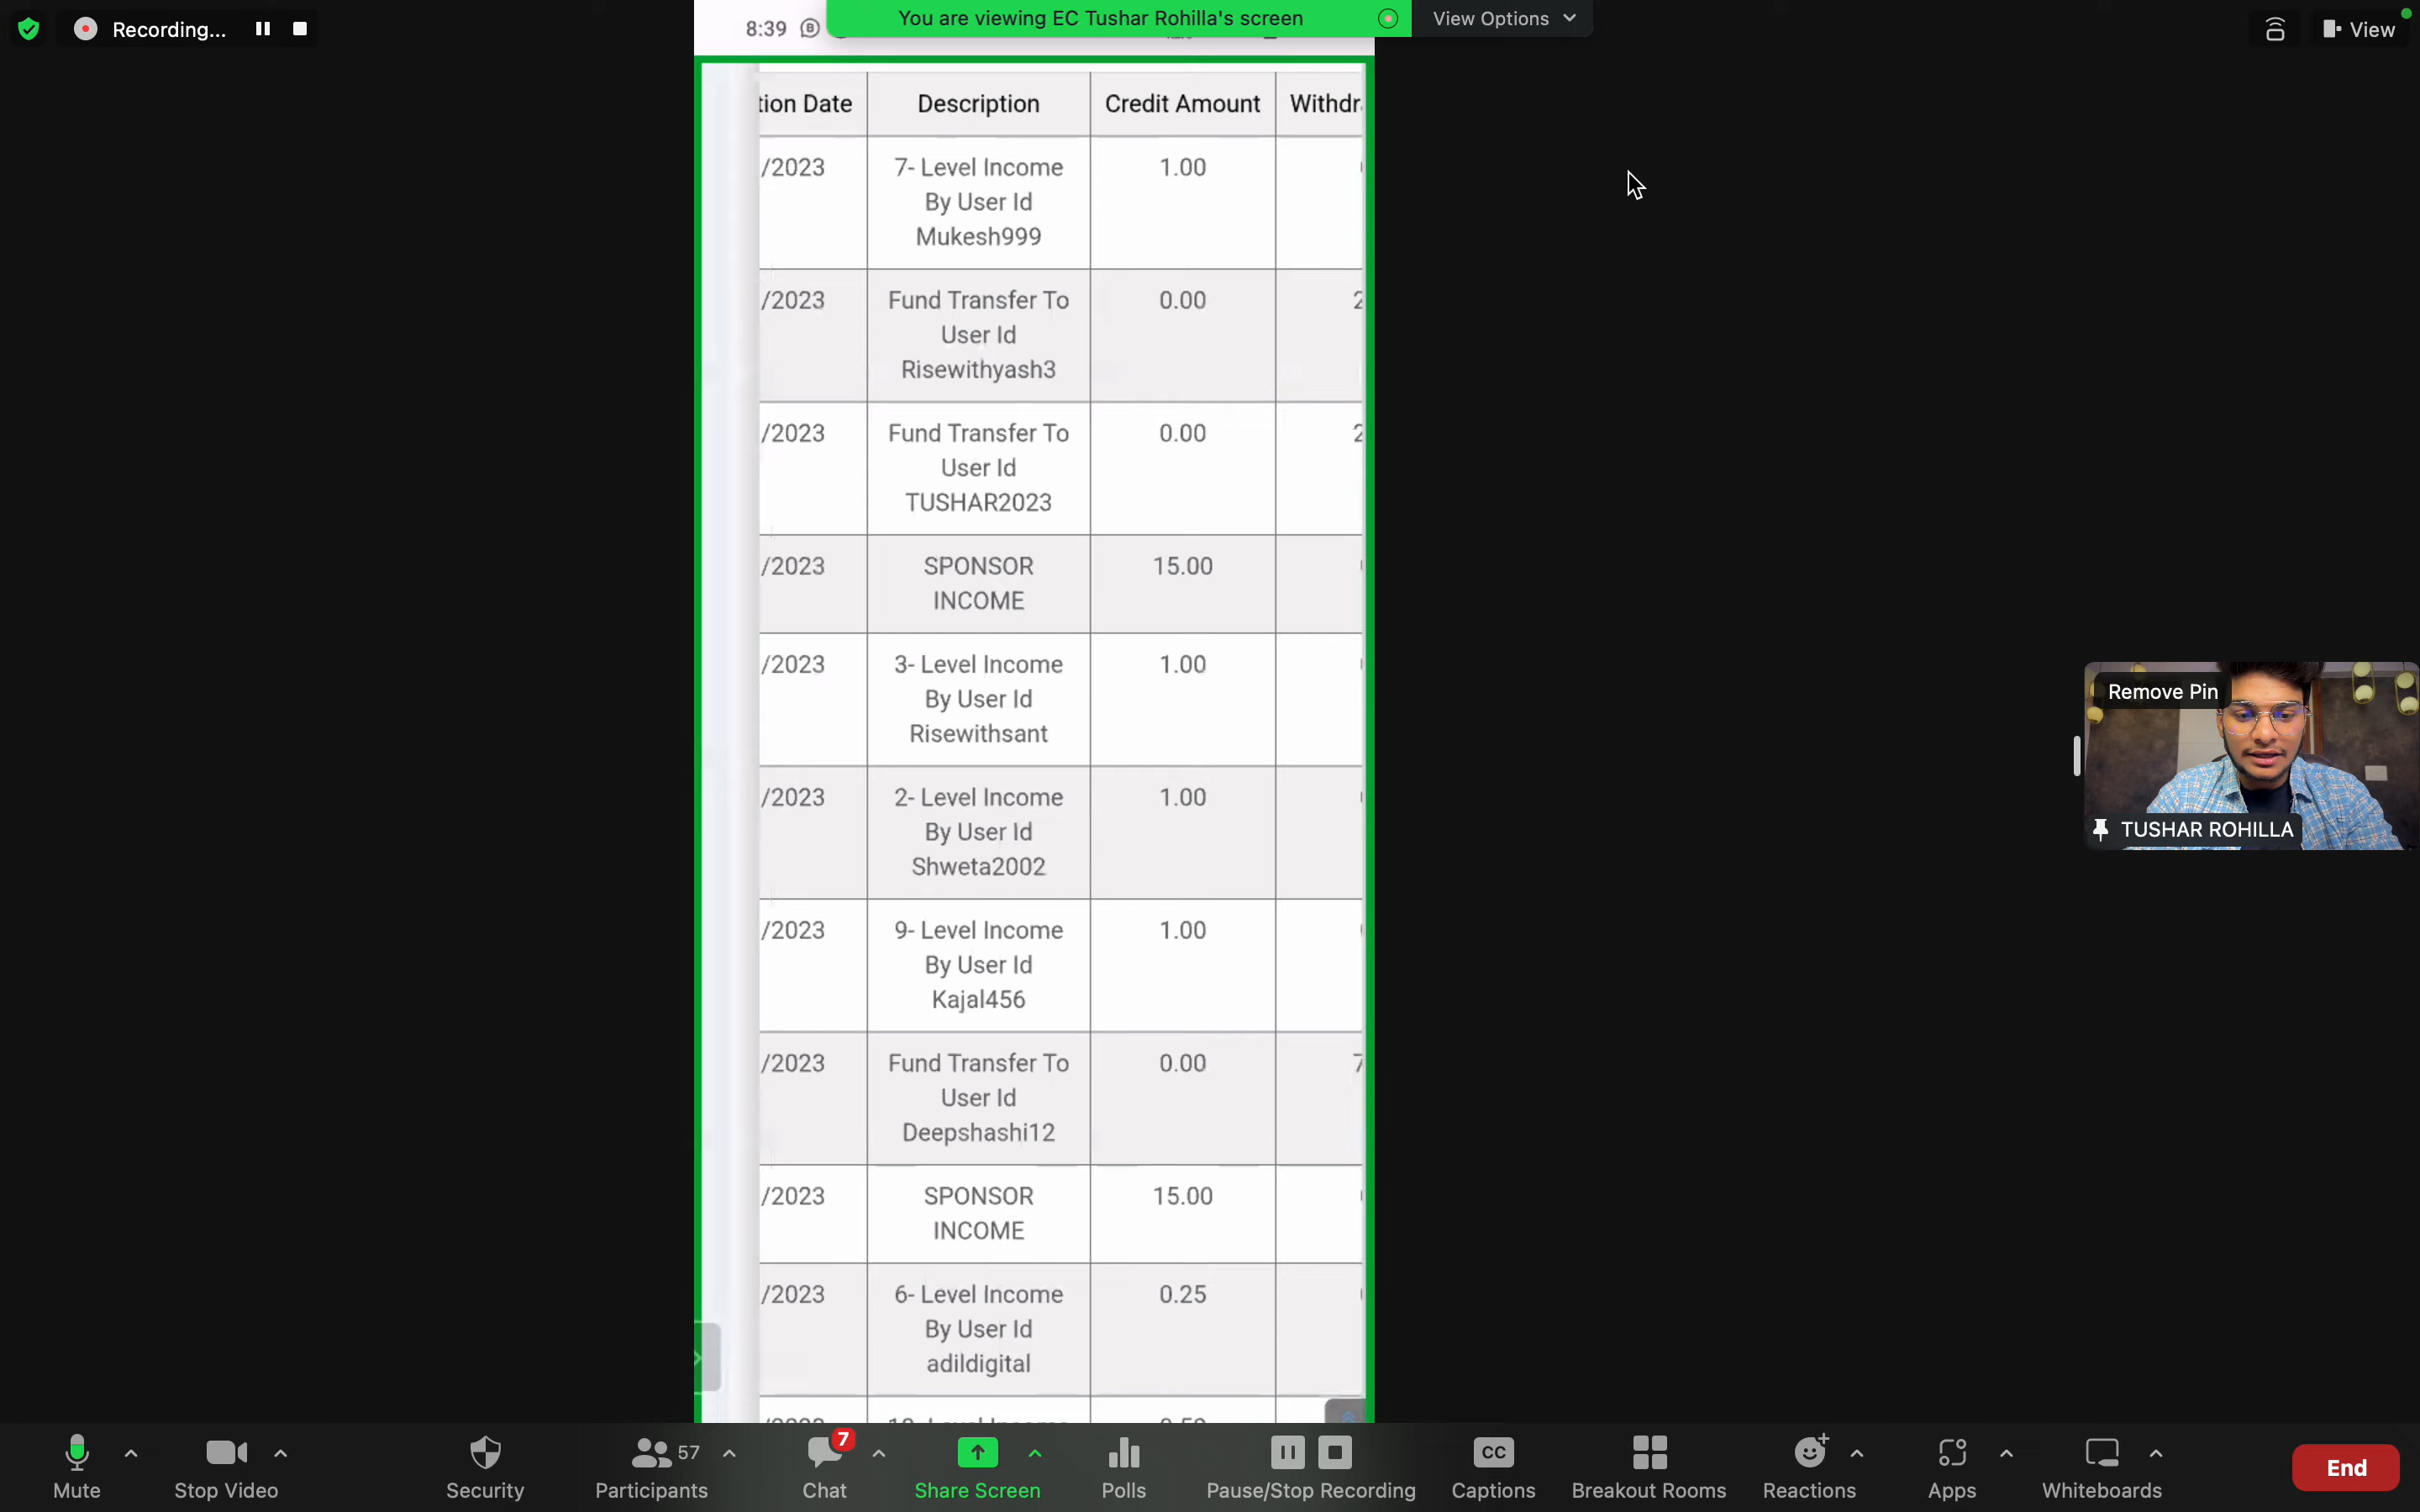 Recording...
8:39
You are viewing EC Tushar Rohilla's screen
View Options
View
tion Date Description Credit Amount Withdr
/2023 7- Level Income 1.00
By User Id
Mukesh999
/2023 Fund Transfer To 0.00 2
User Id
Risewithyash3
/2023 Fund Transfer To 0.00 2
User Id
TUSHAR2023
/2023 SPONSOR 15.00
INCOME
/2023 3- Level Income 1.00
By User Id
Risewithsant
/2023 2- Level Income 1.00
By User Id
Shweta2002
/2023 9- Level Income 1.00
By User Id
Kajal456
/2023 Fund Transfer To 0.00 7
User Id
Deepshashi12
/2023 SPONSOR 15.00
INCOME
/2023 6- Level Income 0.25
By User Id
adildigital
Remove Pin
TUSHAR ROHILLA
57
7
CC
Mute
Stop Video
Security
Participants
Chat
Share Screen
Polls
Pause/Stop Recording
Captions
Breakout Rooms
Reactions
Apps
Whiteboards
End